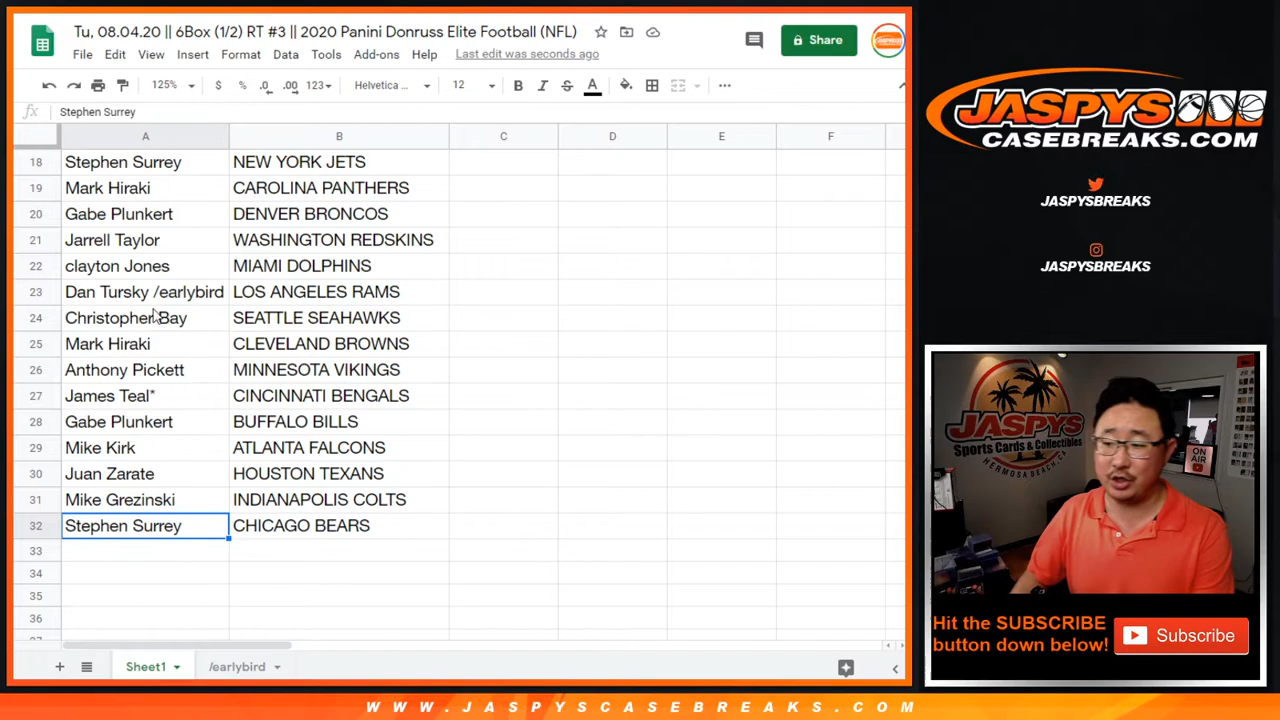 Tu, 08.04.20 || 6Box (1/2) RT #3 || 2020 Panini Donruss Elite Football (NFL)
File Edit View Insert Format Data Tools Add-ons Help Last edit was seconds ago
Share
125% $ % .0 .00 123 Helvetica ... 12 B I S A
fx Stephen Surrey
A B C D E F
18 Stephen Surrey NEW YORK JETS
19 Mark Hiraki CAROLINA PANTHERS
20 Gabe Plunkert DENVER BRONCOS
21 Jarrell Taylor WASHINGTON REDSKINS
22 clayton Jones MIAMI DOLPHINS
23 Dan Tursky /earlybird LOS ANGELES RAMS
24 Christopher Bay SEATTLE SEAHAWKS
25 Mark Hiraki CLEVELAND BROWNS
26 Anthony Pickett MINNESOTA VIKINGS
27 James Teal* CINCINNATI BENGALS
28 Gabe Plunkert BUFFALO BILLS
29 Mike Kirk ATLANTA FALCONS
30 Juan Zarate HOUSTON TEXANS
31 Mike Grezinski INDIANAPOLIS COLTS
32 Stephen Surrey CHICAGO BEARS
33
34
35
36
Sheet1 /earlybird
JASPYS
CASEBREAKS.COM
JASPYSBREAKS
JASPYSBREAKS
JASPYS
Sports Cards & Collectibles
HERMOSA BEACH, CA
ON AIR
Hit the SUBSCRIBE
button down below!
Subscribe
WWW.JASPYSCASEBREAKS.COM